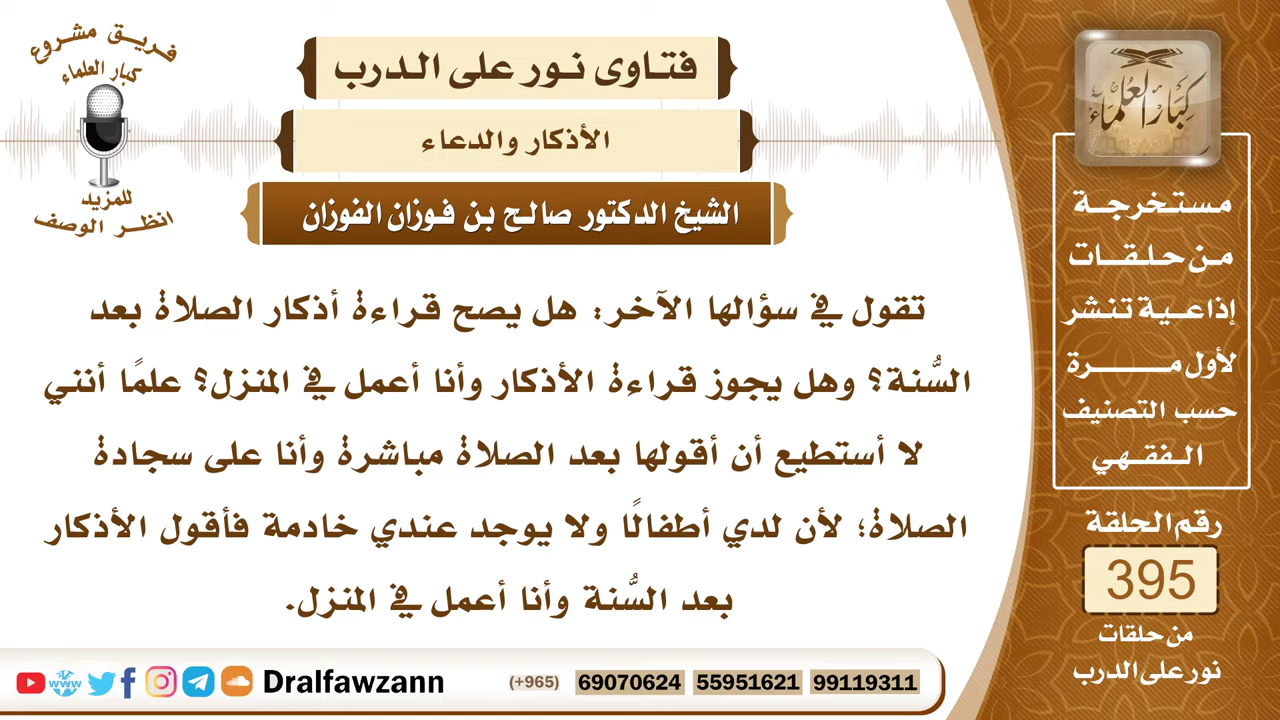 فريق مشروع
كبار العلماء
للمزيد
انظر الوصف
فتاوى نور على الدرب
الأذكار والدعاء
الشيخ الدكتور صالح بن فوزان الفوزان
تقول في سؤالها الآخر: هل يصح قراءة أذكار الصلاة بعد
السُّنة؟ وهل يجوز قراءة الأذكار وأنا أعمل في المنزل؟ علمًا أنني
لا أستطيع أن أقولها بعد الصلاة مباشرة وأنا على سجادة
الصلاة؛ لأن لدي أطفالًا ولا يوجد عندي خادمة فأقول الأذكار
بعد السُّنة وأنا أعمل في المنزل.
كبار العلماء
مستخرجة
من حلقات
إذاعية تنشر
لأول مرة
حسب التصنيف
الفقهي
رقم الحلقة
395
من حلقات
نور على الدرب
www
Dralfawzann
(+965) 69070624 55951621 99119311